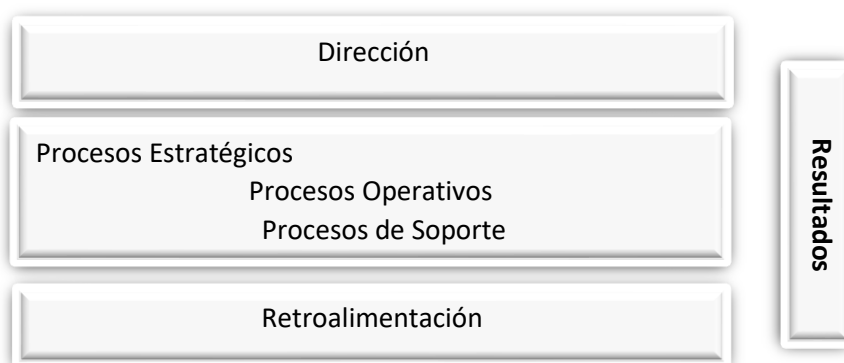 Dirección
Procesos Estratégicos
Procesos Operativos
Procesos de Soporte
Retroalimentación
Resultados